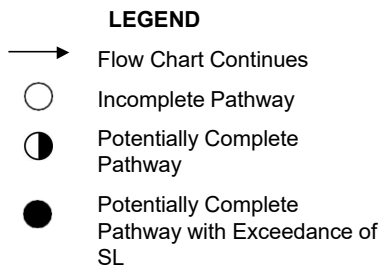 LEGEND
Flow Chart Continues
Incomplete Pathway
Potentially Complete
Pathway
Potentially Complete
Pathway with Exceedance of
SL